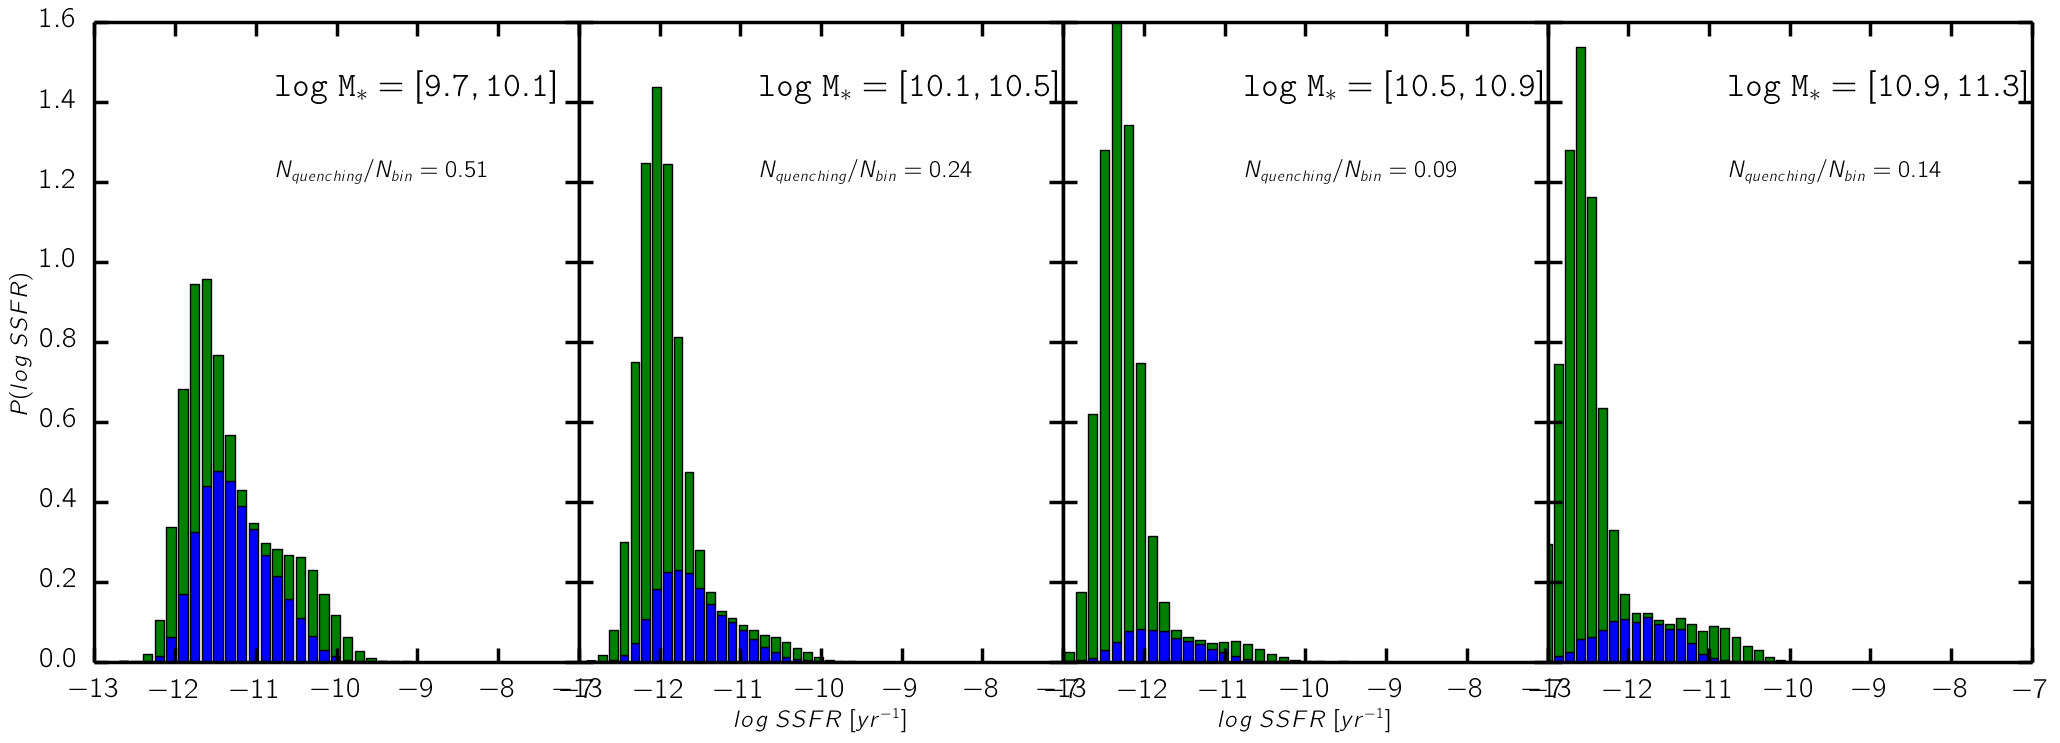 1.6
1.4
1.2
1.0
0.8
0.6
0.4
0.2
0.0
P(log SSFR)
log M* = [9.7, 10.1]
N_quenching/N_bin = 0.51
log M* = [10.1, 10.5]
N_quenching/N_bin = 0.24
log M* = [10.5, 10.9]
N_quenching/N_bin = 0.09
log M* = [10.9, 11.3]
N_quenching/N_bin = 0.14
−13 −12 −11 −10 −9 −8 −7
−13 −12 −11 −10 −9 −8 −7
−13 −12 −11 −10 −9 −8 −7
−13 −12 −11 −10 −9 −8 −7
log SSFR [yr⁻¹]
log SSFR [yr⁻¹]